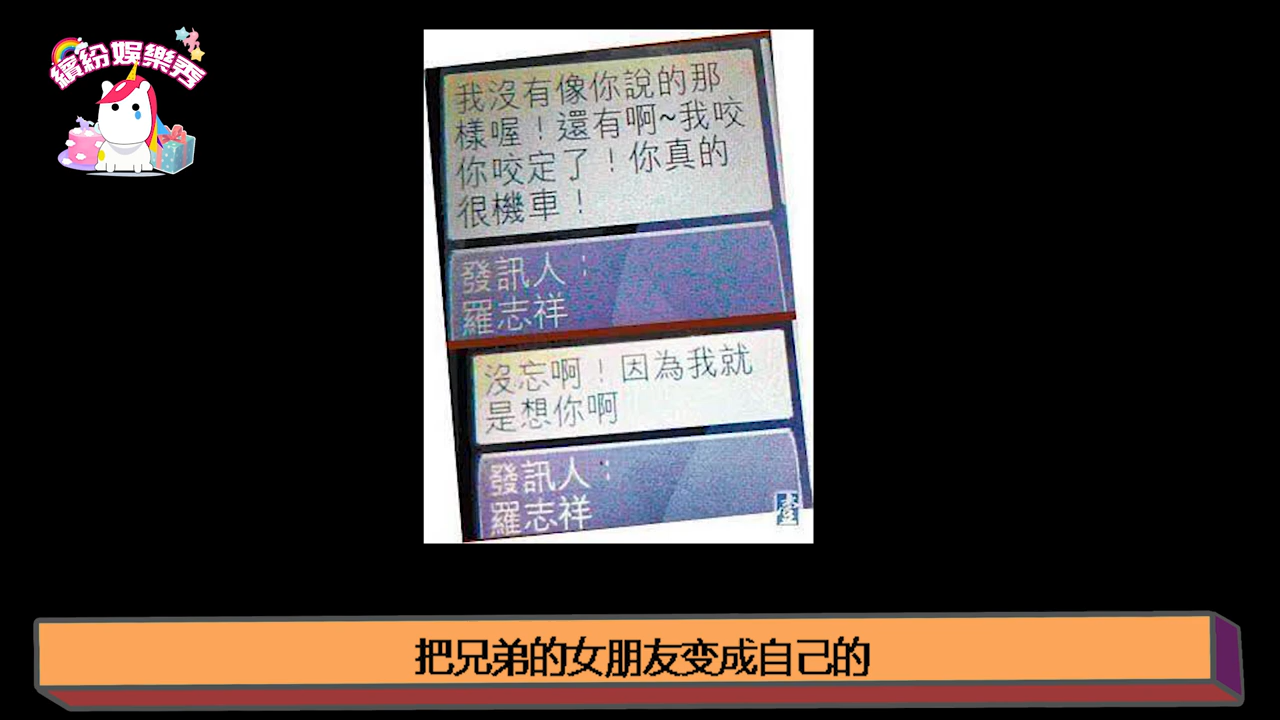 繽紛娛樂秀
我沒有像你說的那
樣喔！還有啊~我咬
你咬定了！你真的
很機車！
發訊人：
羅志祥
沒忘啊！因為我就
是想你啊
發訊人：
羅志祥
壹
把兄弟的女朋友变成自己的